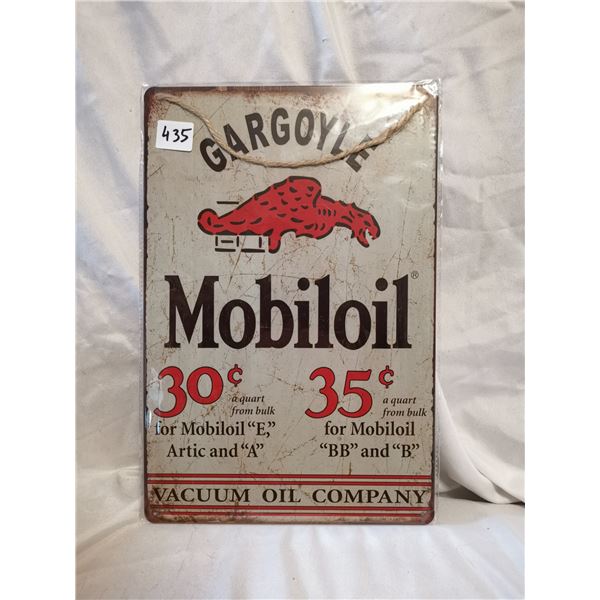 435
GARGOYLE
Mobiloil®
30¢ a quart from bulk
for Mobiloil "E,"
Artic and "A"
35¢ a quart from bulk
for Mobiloil
"BB" and "B"
VACUUM OIL COMPANY